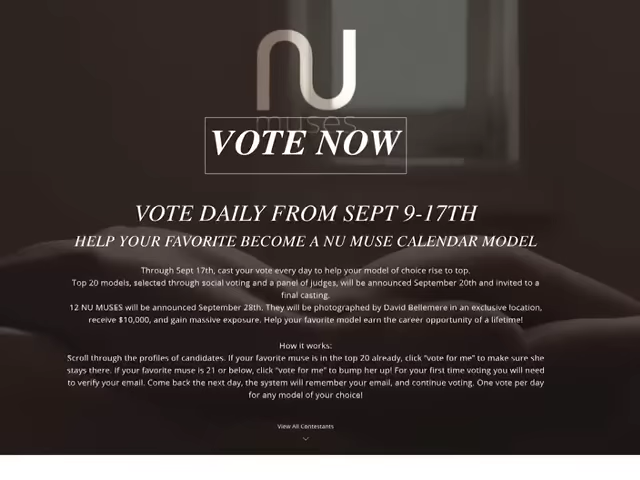 nu
muses
VOTE NOW
VOTE DAILY FROM SEPT 9-17TH
HELP YOUR FAVORITE BECOME A NU MUSE CALENDAR MODEL
Through Sept 17th, cast your vote every day to help your model of choice rise to top.
Top 20 models, selected through social voting and a panel of judges, will be announced September 20th and invited to a
final casting.
12 NU MUSES will be announced September 28th. They will be photographed by David Bellemere in an exclusive location,
receive $10,000, and gain massive exposure. Help your favorite model earn the career opportunity of a lifetime!
How it works:
Scroll through the profiles of candidates. If your favorite muse is in the top 20 already, click “vote for me” to make sure she
stays there. If your favorite muse is 21 or below, click “vote for me” to bump her up! For your first time voting you will need
to verify your email. Come back the next day, the system will remember your email, and continue voting. One vote per day
for any model of your choice!
View All Contestants